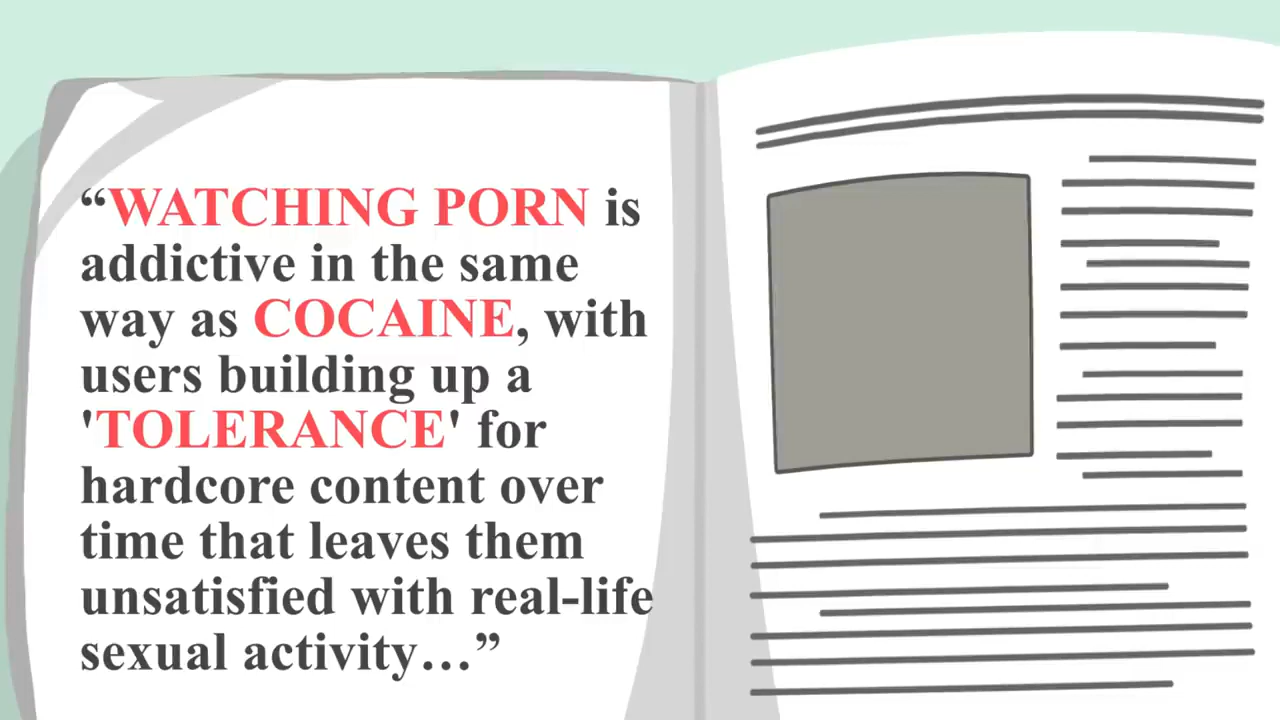 “WATCHING PORN is
addictive in the same
way as COCAINE, with
users building up a
'TOLERANCE' for
hardcore content over
time that leaves them
unsatisfied with real-life
sexual activity…”